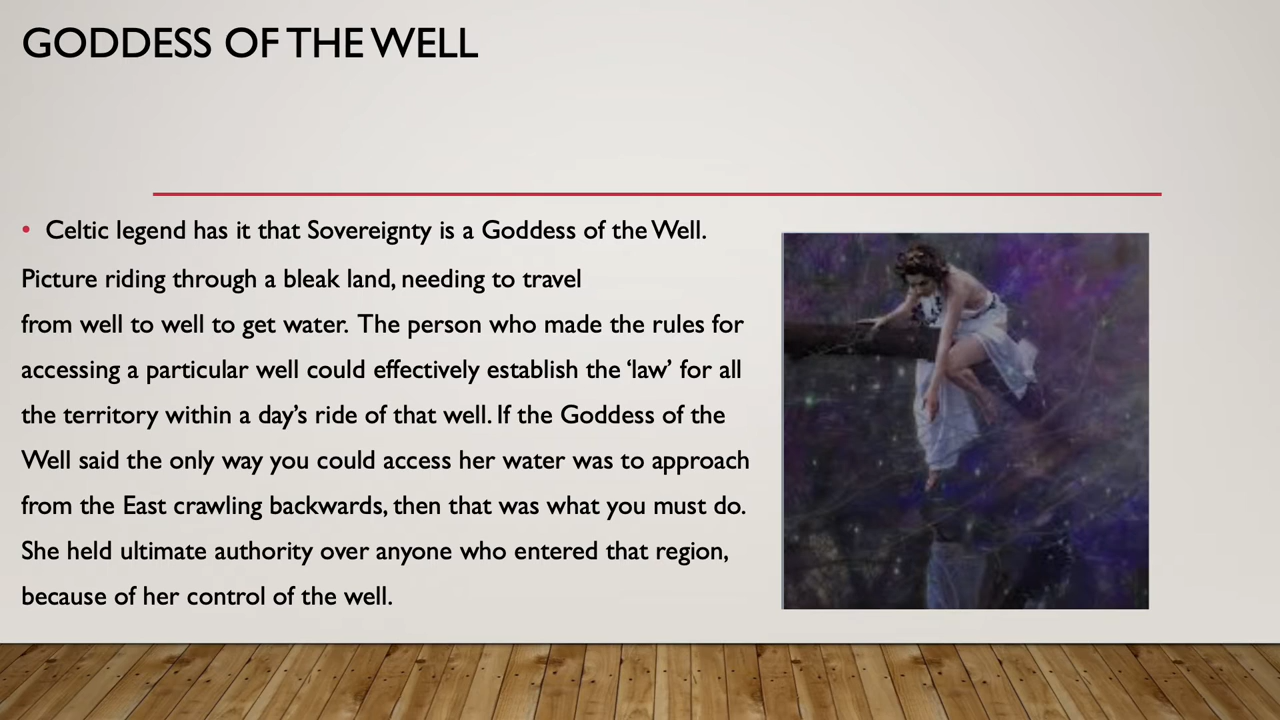 GODDESS OF THE WELL
• Celtic legend has it that Sovereignty is a Goddess of the Well.
Picture riding through a bleak land, needing to travel
from well to well to get water. The person who made the rules for
accessing a particular well could effectively establish the ‘law’ for all
the territory within a day’s ride of that well. If the Goddess of the
Well said the only way you could access her water was to approach
from the East crawling backwards, then that was what you must do.
She held ultimate authority over anyone who entered that region,
because of her control of the well.